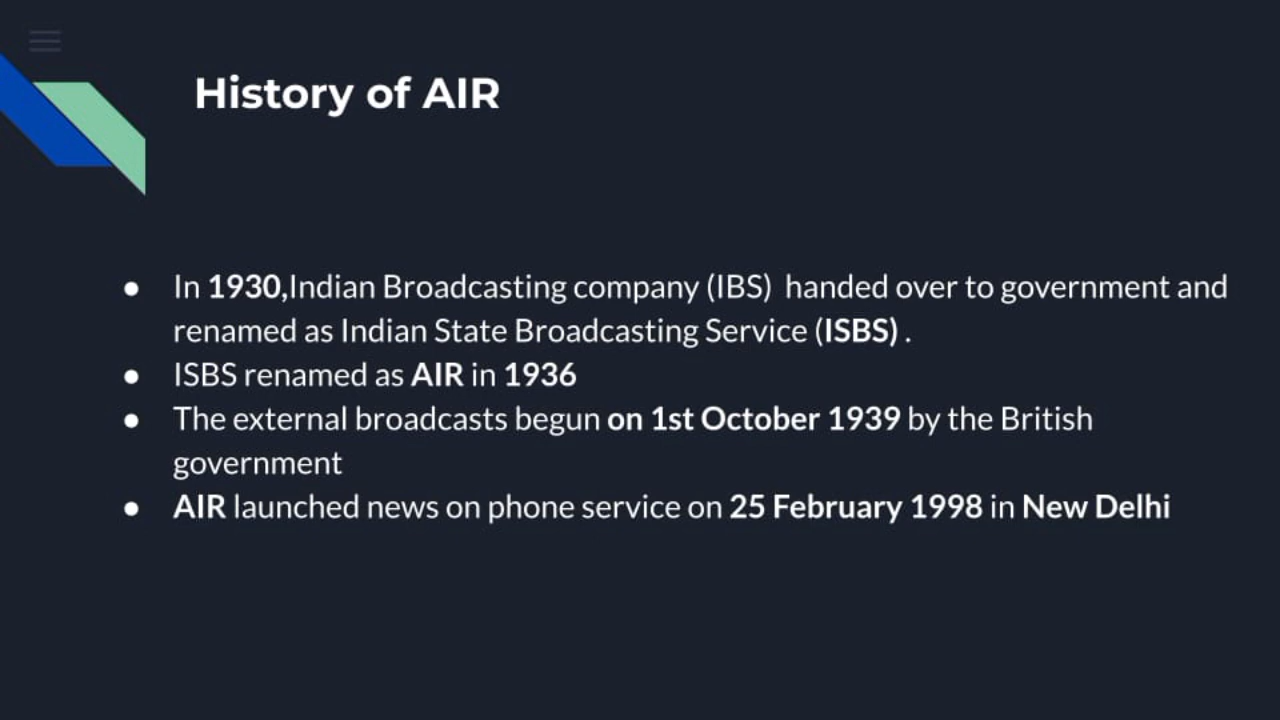 History of AIR
● In 1930,Indian Broadcasting company (IBS) handed over to government and
renamed as Indian State Broadcasting Service (ISBS) .
● ISBS renamed as AIR in 1936
● The external broadcasts begun on 1st October 1939 by the British
government
● AIR launched news on phone service on 25 February 1998 in New Delhi